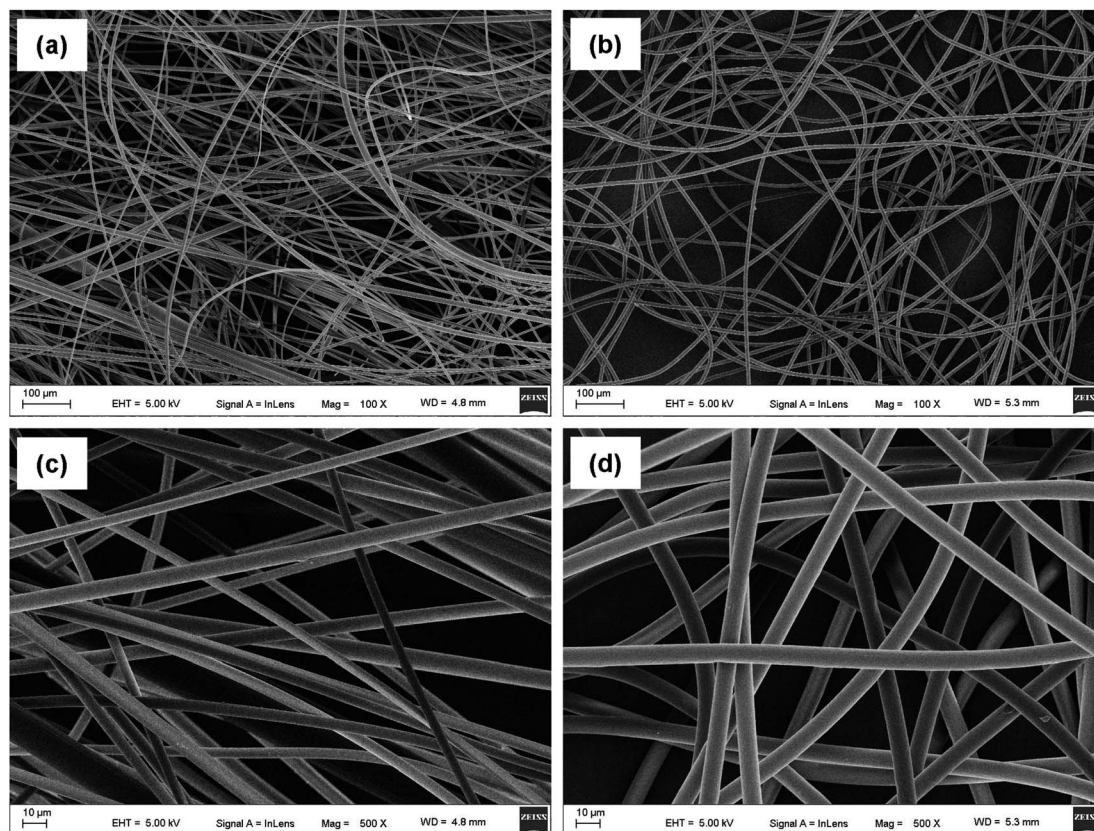 (a)
(b)
100 µm EHT = 5.00 kV Signal A = InLens Mag = 100 X WD = 4.8 mm ZEISS
100 µm EHT = 5.00 kV Signal A = InLens Mag = 100 X WD = 5.3 mm ZEISS
(c)
(d)
10 µm EHT = 5.00 kV Signal A = InLens Mag = 500 X WD = 4.8 mm ZEISS
10 µm EHT = 5.00 kV Signal A = InLens Mag = 500 X WD = 5.3 mm ZEISS